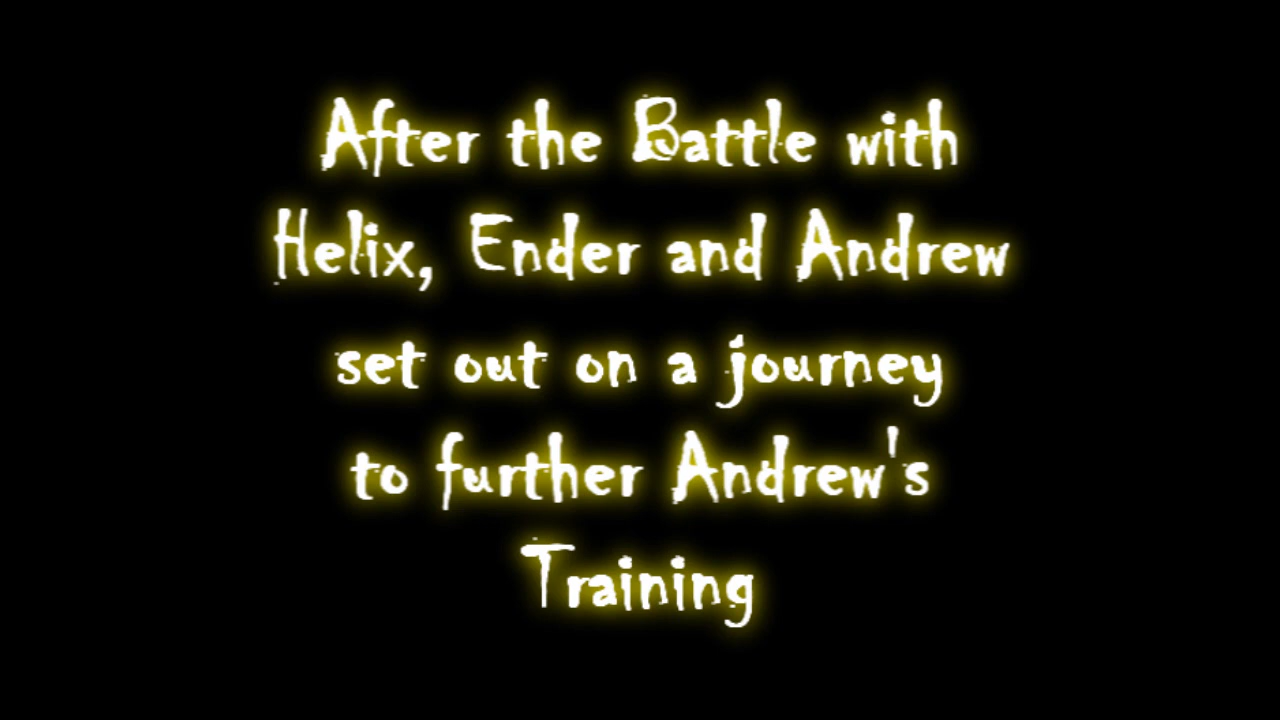 After the Battle with
Helix, Ender and Andrew
set out on a journey
to further Andrew's
Training